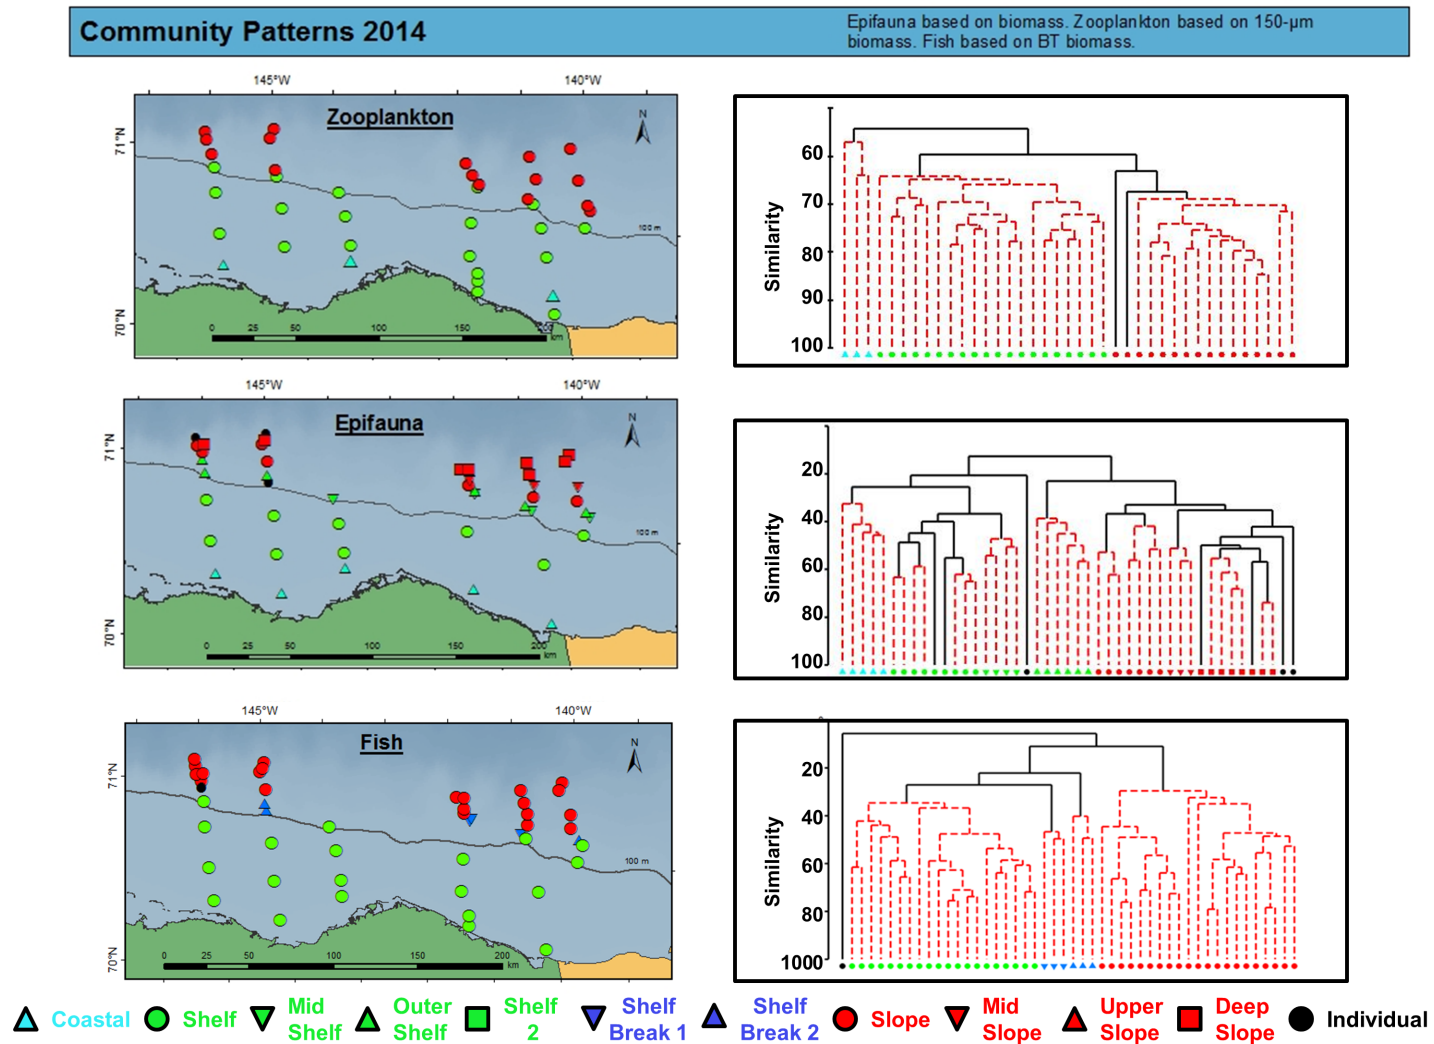 Community Patterns 2014
Epifauna based on biomass. Zooplankton based on 150-µm
biomass. Fish based on BT biomass.
145°W
140°W
Zooplankton
N
71°N
100 m
70°N
0
25
50
100
150
200
km
Similarity
60
70
80
90
100
145°W
140°W
Epifauna
N
71°N
100 m
70°N
0
25
50
100
150
200
km
Similarity
20
40
60
80
100
145°W
140°W
Fish
N
71°N
100 m
70°N
0
25
50
100
150
200
km
Similarity
20
40
60
80
1000
Coastal
Shelf
Mid
Shelf
Outer
Shelf
Shelf
2
Shelf
Break 1
Shelf
Break 2
Slope
Mid
Slope
Upper
Slope
Deep
Slope
Individual